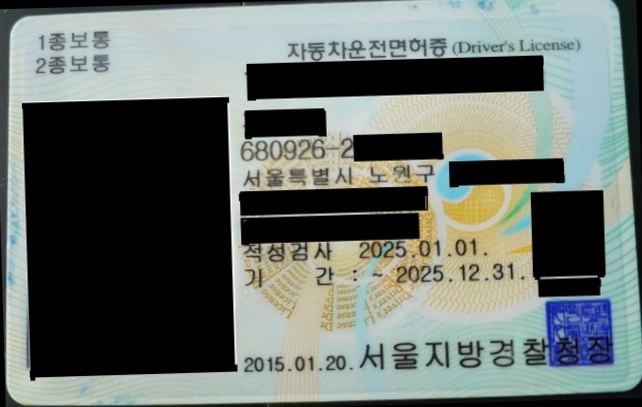 1종보통
2종보통
자동차운전면허증 (Driver's License)
680926-2
서울특별시 노원구
적성검사 2025.01.01.
기 간 : ~ 2025.12.31.
2015.01.20. 서울지방경찰청장